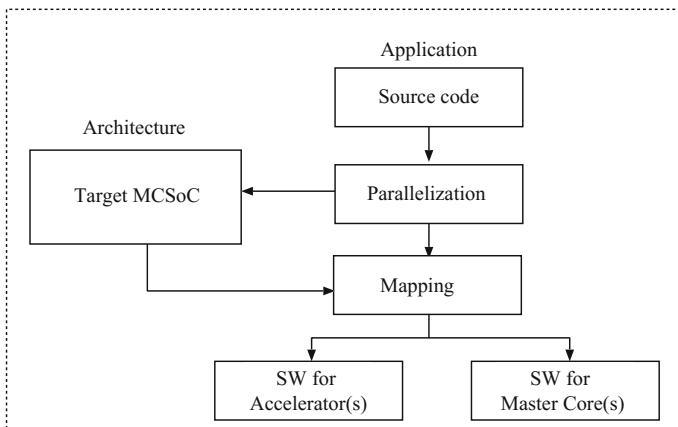 Application
Source code
Architecture
Target MCSoC
Parallelization
Mapping
SW for
Accelerator(s)
SW for
Master Core(s)